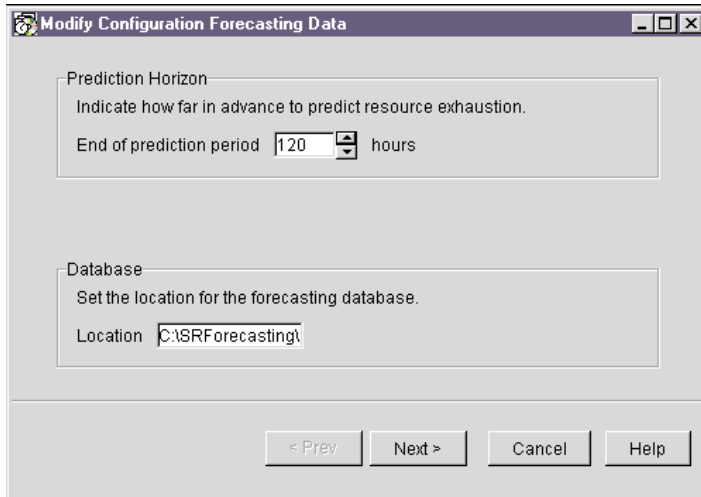 Modify Configuration Forecasting Data
Prediction Horizon
Indicate how far in advance to predict resource exhaustion.
End of prediction period 120 hours
Database
Set the location for the forecasting database.
Location C:\SRForecasting\
< Prev Next > Cancel Help